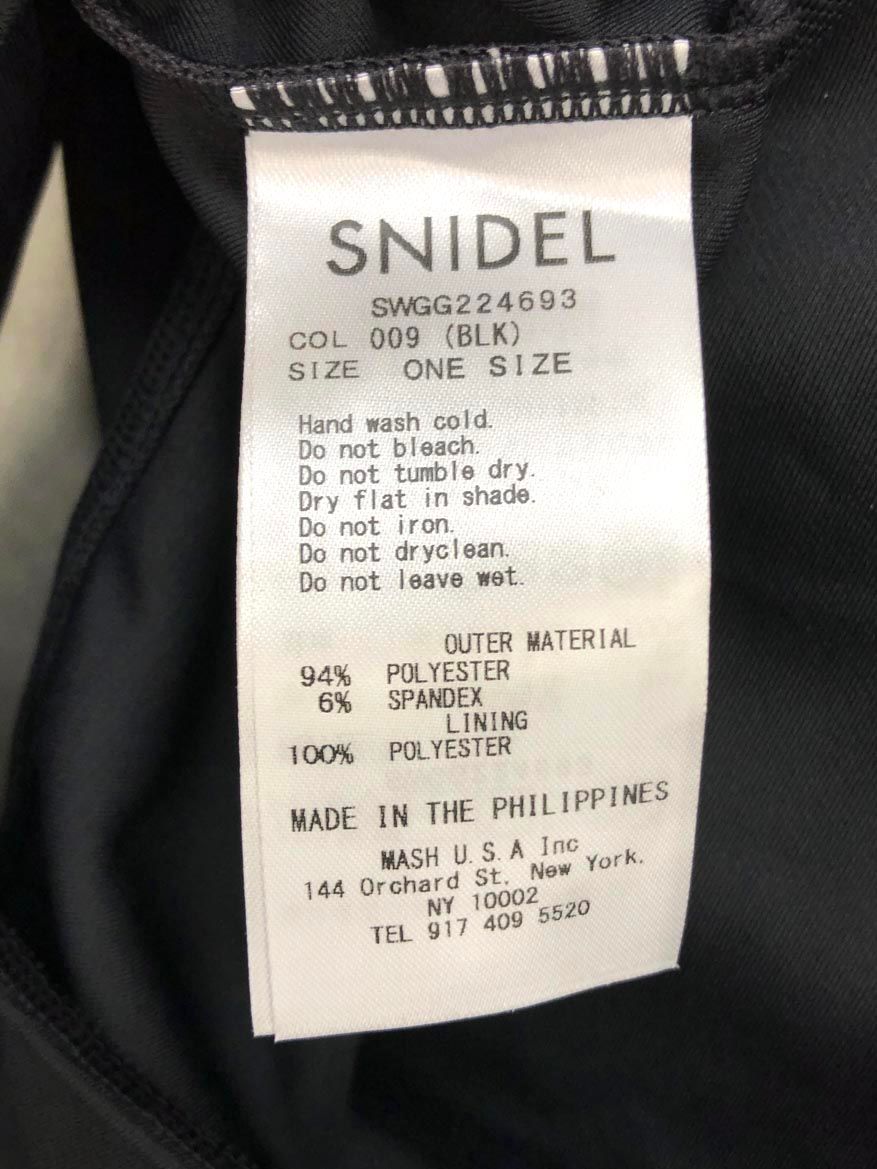 SNIDEL
SWGG224693
COL 009 (BLK)
SIZE ONE SIZE
Hand wash cold.
Do not bleach.
Do not tumble dry.
Dry flat in shade.
Do not iron.
Do not dryclean.
Do not leave wet.
OUTER MATERIAL
94% POLYESTER
6% SPANDEX
LINING
100% POLYESTER
MADE IN THE PHILIPPINES
MASH U.S.A Inc
144 Orchard St. New York.
NY 10002
TEL 917 409 5520